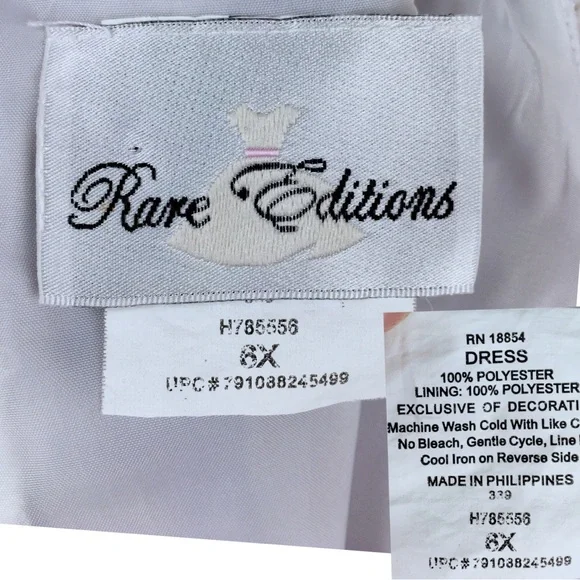 Rare Editions
H785556
6X
UPC#791088245499
RN 18854
DRESS
100% POLYESTER
LINING: 100% POLYESTER
EXCLUSIVE OF DECORATI
Machine Wash Cold With Like C
No Bleach, Gentle Cycle, Line
Cool Iron on Reverse Side
MADE IN PHILIPPINES
339
H785556
6X
UPC#791088245499